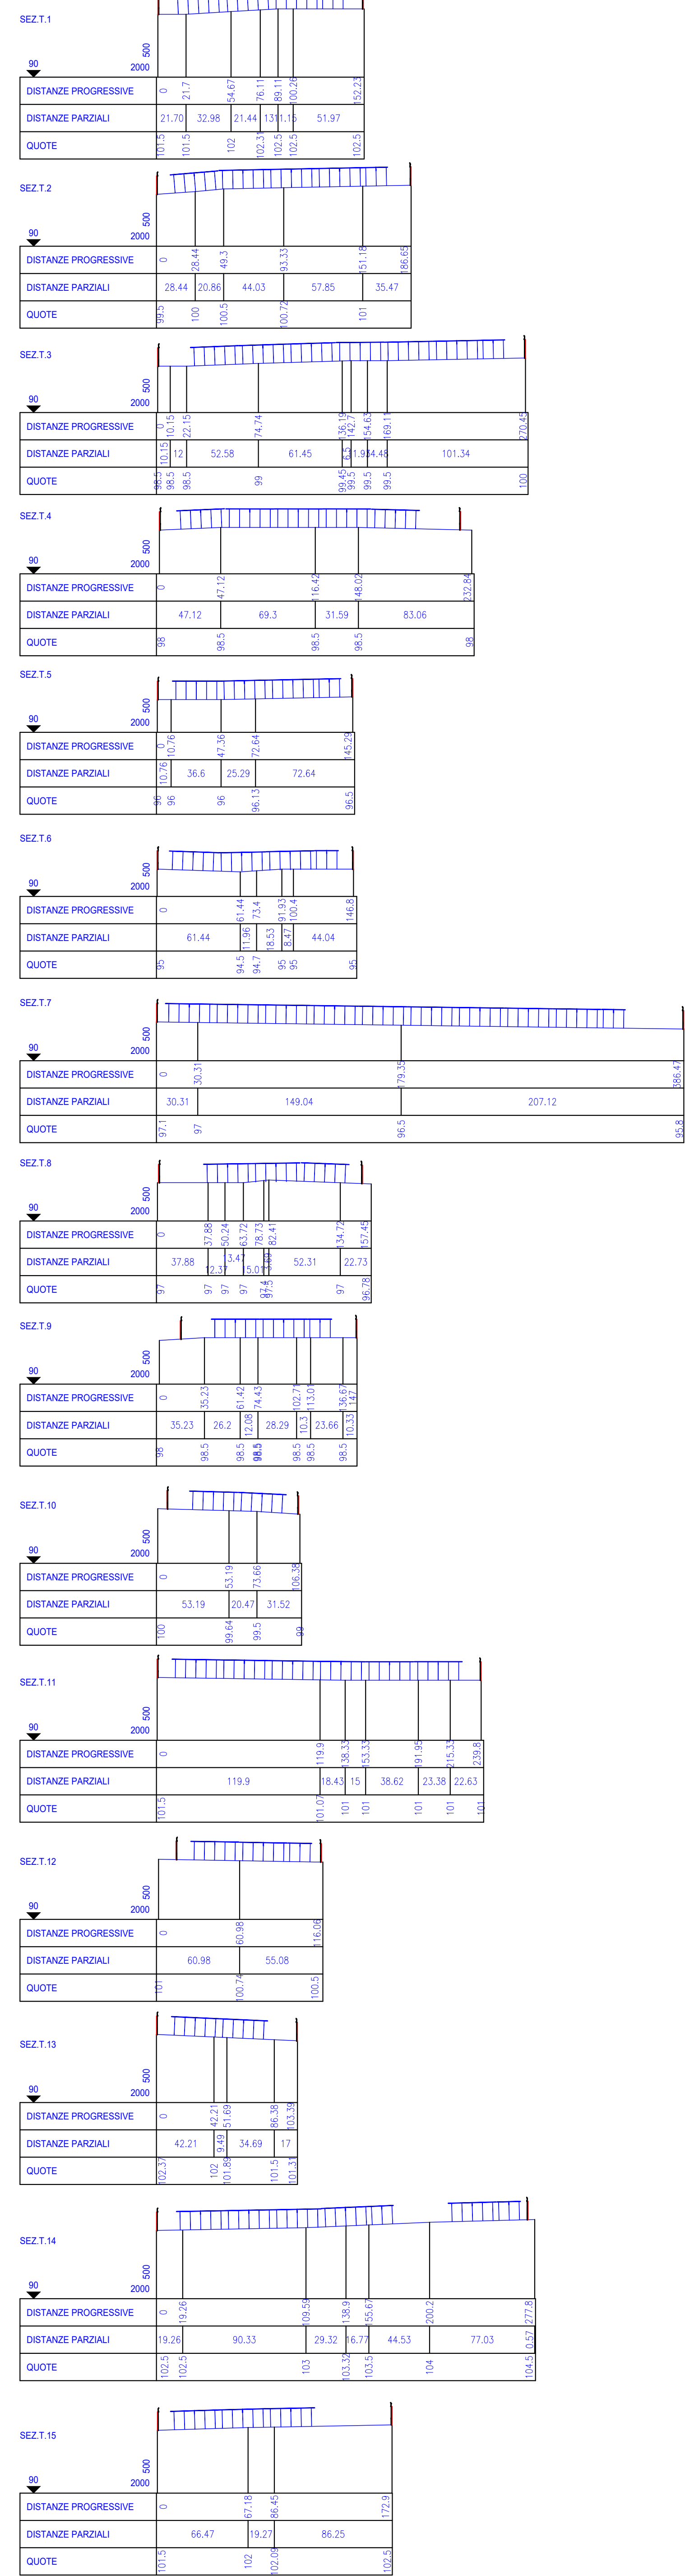 SEZ.T.1
500
90 2000
DISTANZE PROGRESSIVE 0 21.7 54.67 76.11 89.11 100.26 152.23
DISTANZE PARZIALI 21.70 32.98 21.44 13 11.15 51.97
QUOTE 101.5 101.5 102 102.31 102.5 102.5 102.5
SEZ.T.2
500
90 2000
DISTANZE PROGRESSIVE 0 28.44 49.3 93.33 151.18 186.65
DISTANZE PARZIALI 28.44 20.86 44.03 57.85 35.47
QUOTE 99.5 100 100.5 100.72 101
SEZ.T.3
500
90 2000
DISTANZE PROGRESSIVE 0 10.15 22.15 74.74 136.19 142.7 154.63 169.11 270.45
DISTANZE PARZIALI 10.15 12 52.58 61.45 6.5 11.93 14.48 101.34
QUOTE 98.5 98.5 98.5 99 99.45 99.5 99.5 99.5 100
SEZ.T.4
500
90 2000
DISTANZE PROGRESSIVE 0 47.12 116.42 148.02 232.84
DISTANZE PARZIALI 47.12 69.3 31.59 83.06
QUOTE 98 98.5 98.5 98.5 98
SEZ.T.5
500
90 2000
DISTANZE PROGRESSIVE 0 10.76 47.36 72.64 145.29
DISTANZE PARZIALI 10.76 36.6 25.29 72.64
QUOTE 96 96 96 96.13 96.5
SEZ.T.6
500
90 2000
DISTANZE PROGRESSIVE 0 61.44 73.4 91.93 100.4 146.8
DISTANZE PARZIALI 61.44 11.96 18.53 8.47 44.04
QUOTE 95 94.5 94.7 95 95 95
SEZ.T.7
500
90 2000
DISTANZE PROGRESSIVE 0 30.31 179.35 386.47
DISTANZE PARZIALI 30.31 149.04 207.12
QUOTE 97.1 97 96.5 95.8
SEZ.T.8
500
90 2000
DISTANZE PROGRESSIVE 0 37.88 50.24 63.72 78.73 82.41 134.72 157.45
DISTANZE PARZIALI 37.88 12.37 13.47 15.01 3.69 52.31 22.73
QUOTE 97 97 97 97 97.4 97.5 97 96.78
SEZ.T.9
500
90 2000
DISTANZE PROGRESSIVE 0 35.23 61.42 74.43 102.71 113.01 136.67 147
DISTANZE PARZIALI 35.23 26.2 12.08 28.29 10.3 23.66 10.33
QUOTE 98 98.5 98.5 98.5 98.5 98.5 98.5
SEZ.T.10
500
90 2000
DISTANZE PROGRESSIVE 0 53.19 73.66 106.38
DISTANZE PARZIALI 53.19 20.47 31.52
QUOTE 100 99.64 99.5 99
SEZ.T.11
500
90 2000
DISTANZE PROGRESSIVE 0 119.9 138.33 153.33 191.95 215.33 239.8
DISTANZE PARZIALI 119.9 18.43 15 38.62 23.38 22.63
QUOTE 101.5 101.07 101 101 101 101 101
SEZ.T.12
500
90 2000
DISTANZE PROGRESSIVE 0 60.98 116.06
DISTANZE PARZIALI 60.98 55.08
QUOTE 101 100.74 100.5
SEZ.T.13
500
90 2000
DISTANZE PROGRESSIVE 0 42.21 51.69 86.38 103.39
DISTANZE PARZIALI 42.21 9.49 34.69 17
QUOTE 102.37 102 101.89 101.5 101.31
SEZ.T.14
500
90 2000
DISTANZE PROGRESSIVE 0 19.26 109.59 138.9 155.67 200.2 277.8
DISTANZE PARZIALI 19.26 90.33 29.32 16.77 44.53 77.03 0.57
QUOTE 102.5 102.5 103 103.32 103.5 104 104.5
SEZ.T.15
500
90 2000
DISTANZE PROGRESSIVE 0 67.18 86.45 172.9
DISTANZE PARZIALI 66.47 19.27 86.25
QUOTE 101.5 102 102.09 102.5